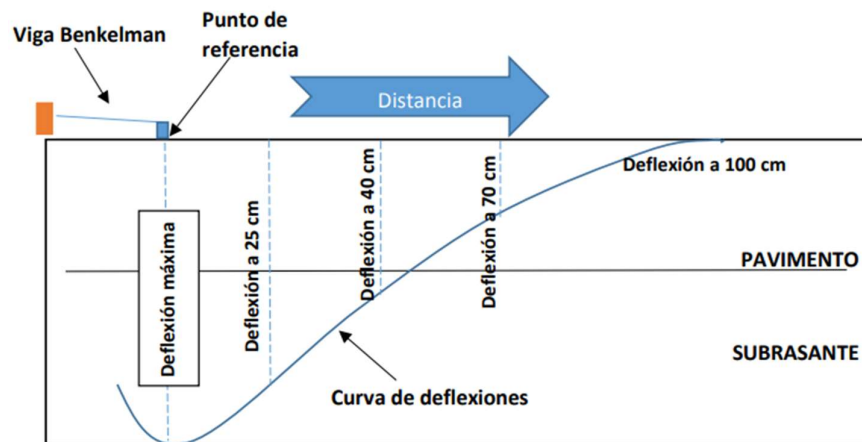 Viga Benkelman
Punto de
referencia
Distancia
Deflexión máxima
Deflexión a 25 cm
Deflexión a 40 cm
Deflexión a 70 cm
Deflexión a 100 cm
PAVIMENTO
SUBRASANTE
Curva de deflexiones